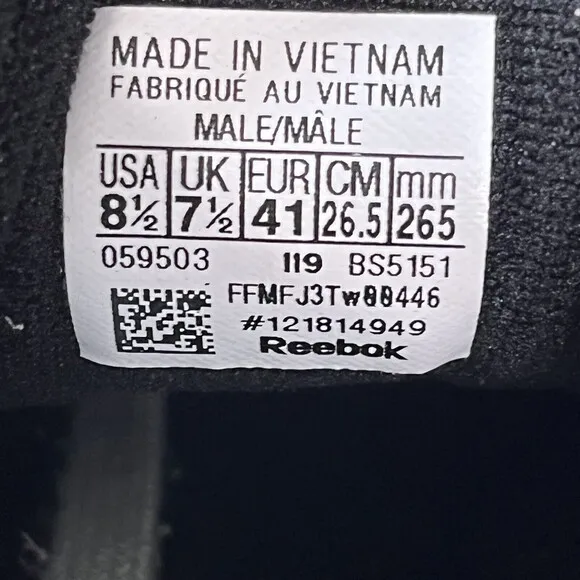 MADE IN VIETNAM
FABRIQUÉ AU VIETNAM
MALE/MÂLE
USA UK EUR CM mm
8½ 7½ 41 26.5 265
059503 119 BS5151
#121814949
Reebok